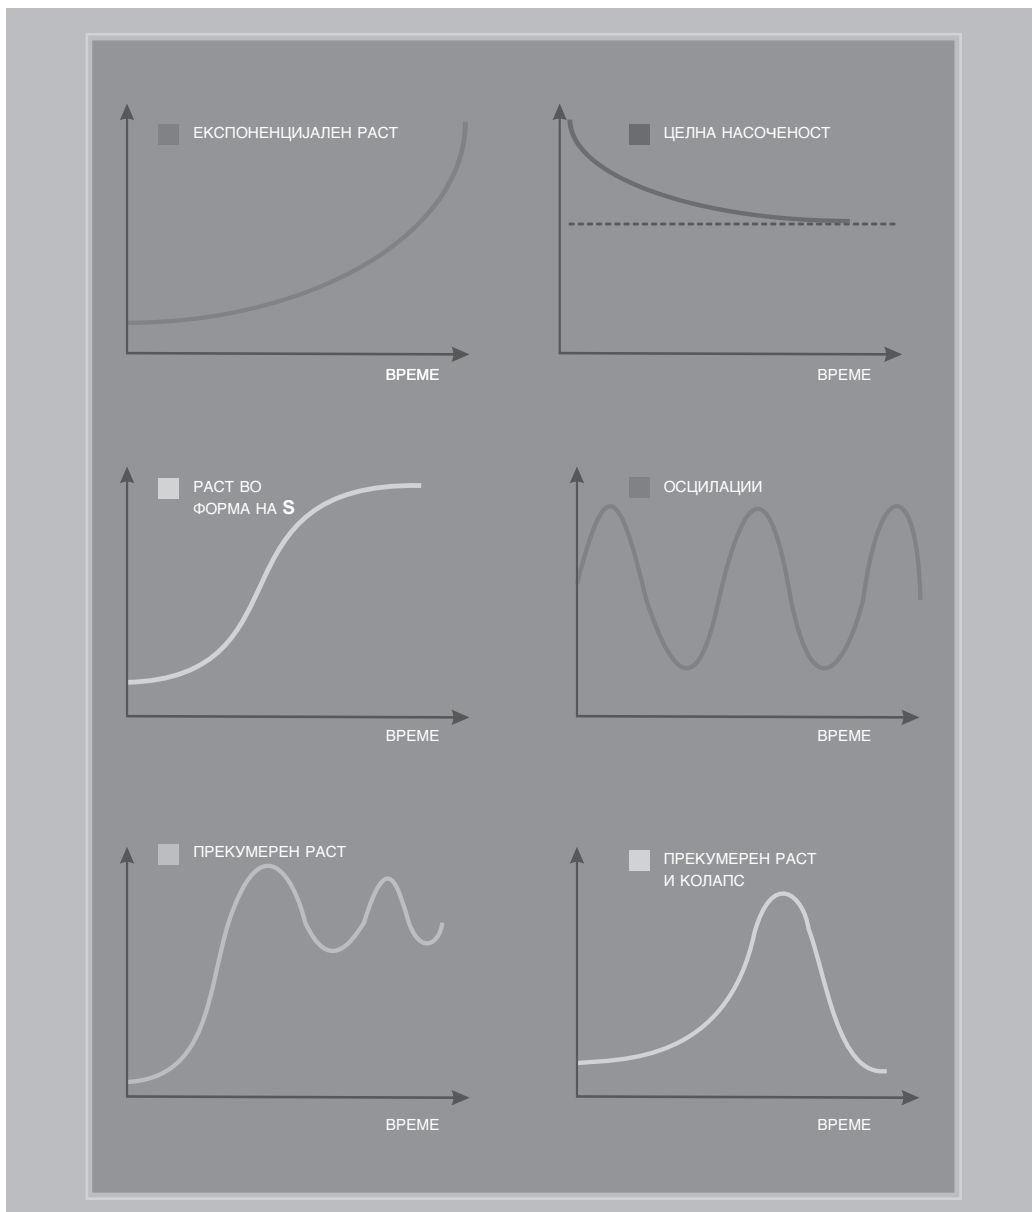 ЕКСПОНЕНЦИЈАЛЕН РАСТ
ВРЕМЕ
ЦЕЛНА НАСОЧЕНОСТ
ВРЕМЕ
РАСТ ВО
ФОРМА НА S
ВРЕМЕ
ОСЦИЛАЦИИ
ВРЕМЕ
ПРЕКУМЕРЕН РАСТ
ВРЕМЕ
ПРЕКУМЕРЕН РАСТ
И КОЛАПС
ВРЕМЕ